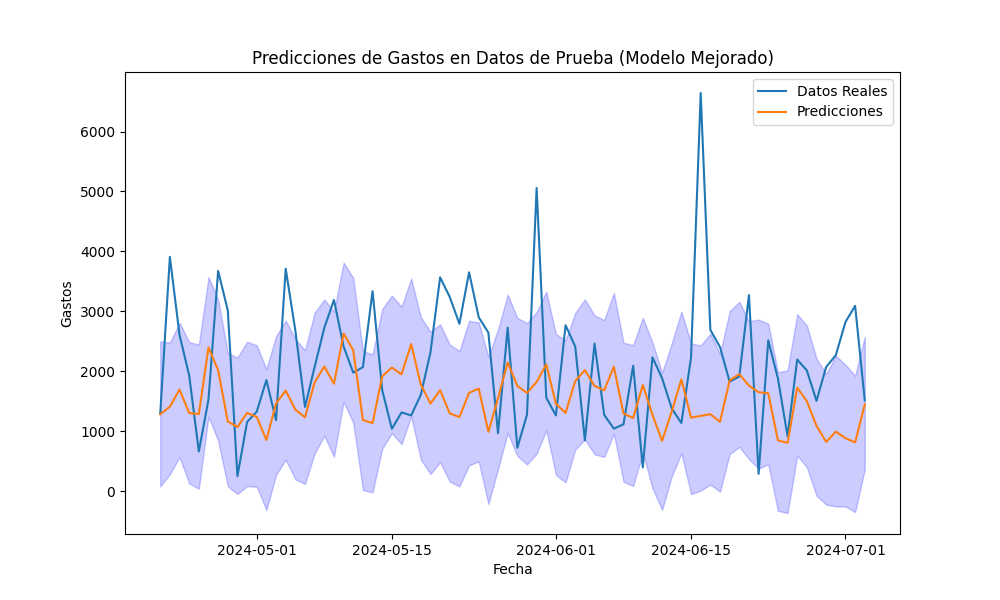 Predicciones de Gastos en Datos de Prueba (Modelo Mejorado)
Datos Reales
Predicciones
Gastos
6000
5000
4000
3000
2000
1000
0
2024-05-01 2024-05-15 2024-06-01 2024-06-15 2024-07-01
Fecha